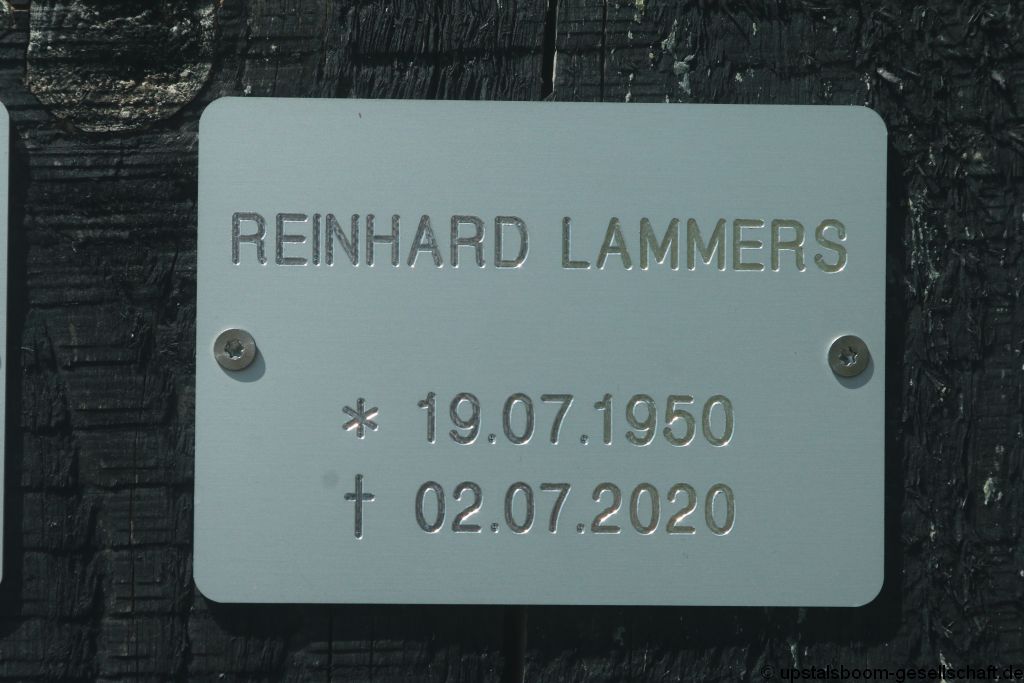 REINHARD LAMMERS
* 19.07.1950
† 02.07.2020
© upstalsboom-gesellschaft.de